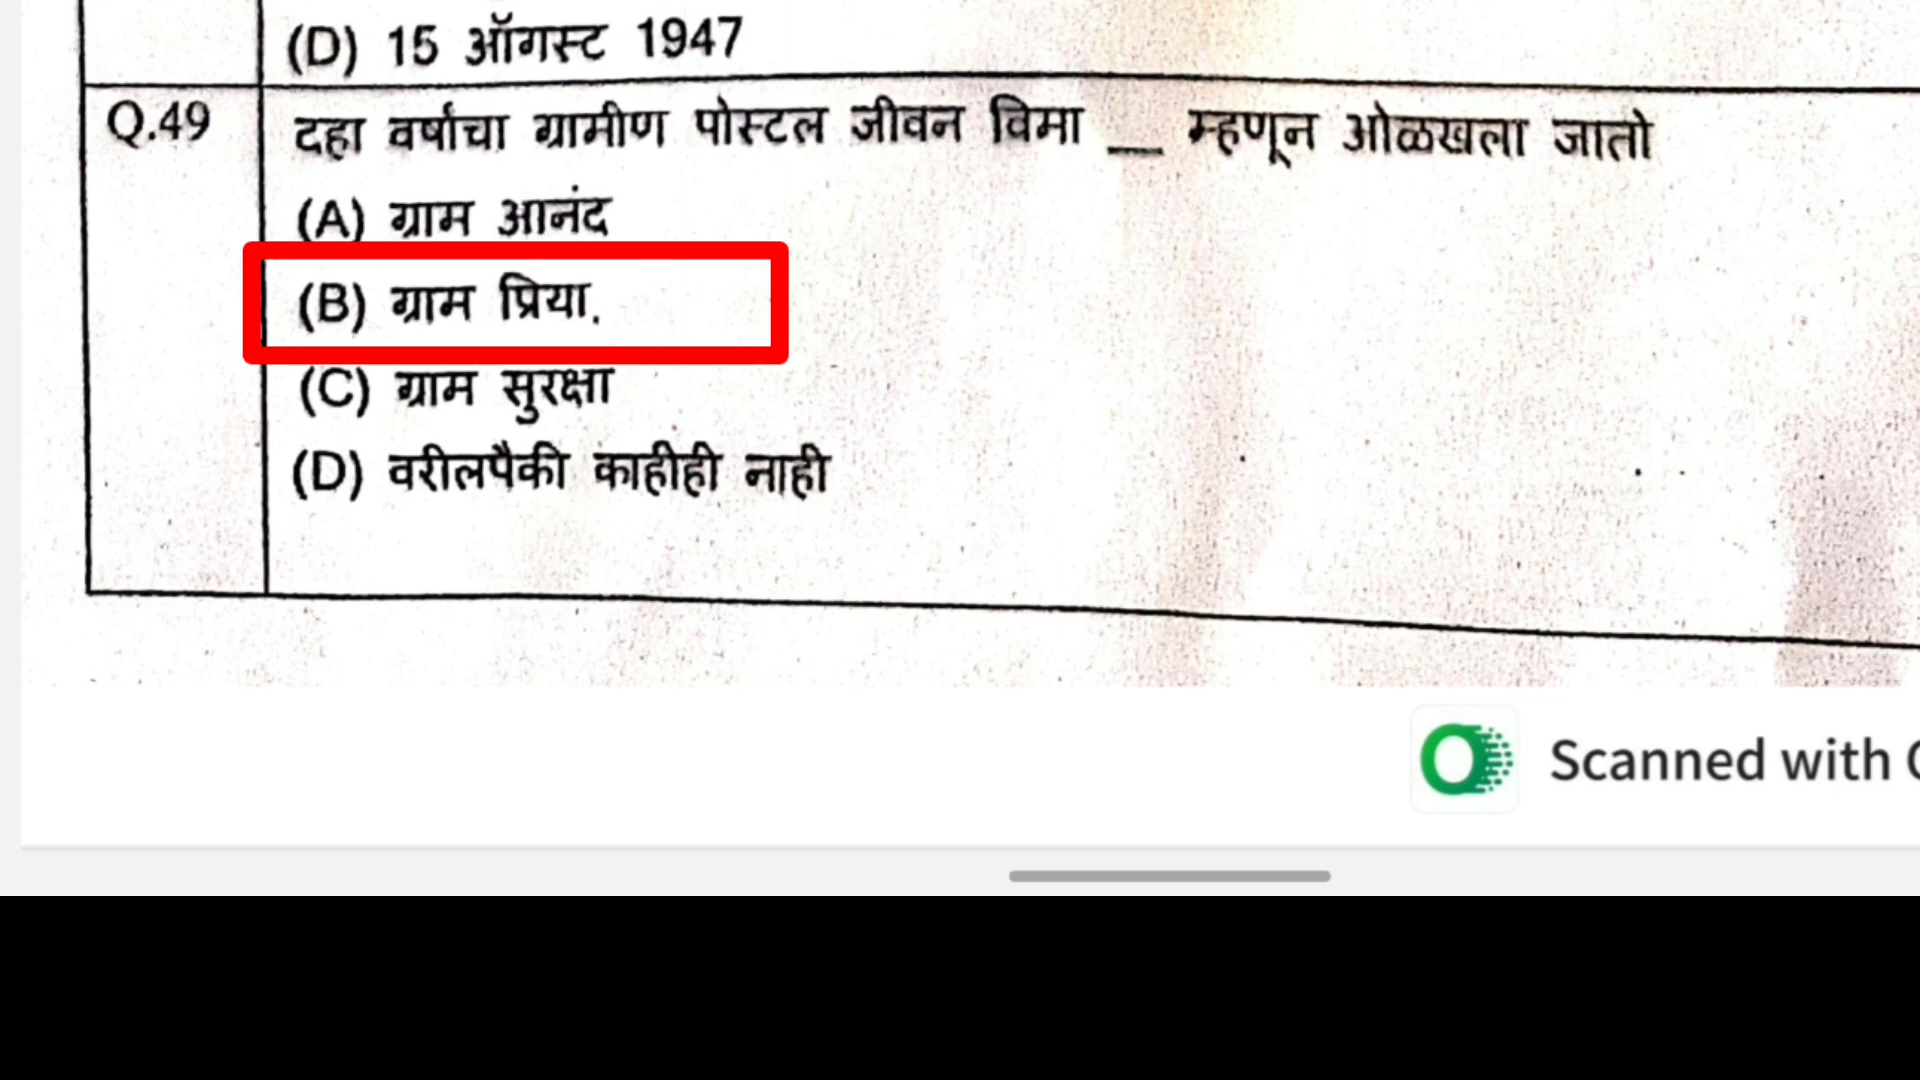 (D) 15 ऑगस्ट 1947
Q.49 दहा वर्षाचा ग्रामीण पोस्टल जीवन विमा __ म्हणून ओळखला जातो
(A) ग्राम आनंद
(B) ग्राम प्रिया.
(C) ग्राम सुरक्षा
(D) वरीलपैकी काहीही नाही
Scanned with